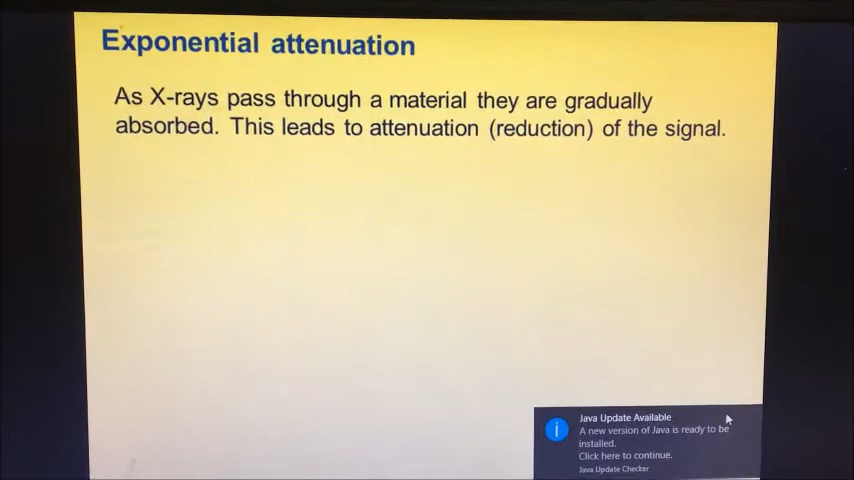 Exponential attenuation
As X-rays pass through a material they are gradually
absorbed. This leads to attenuation (reduction) of the signal.
Java Update Available
A new version of Java is ready to be
installed.
Click here to continue.
Java Update Checker